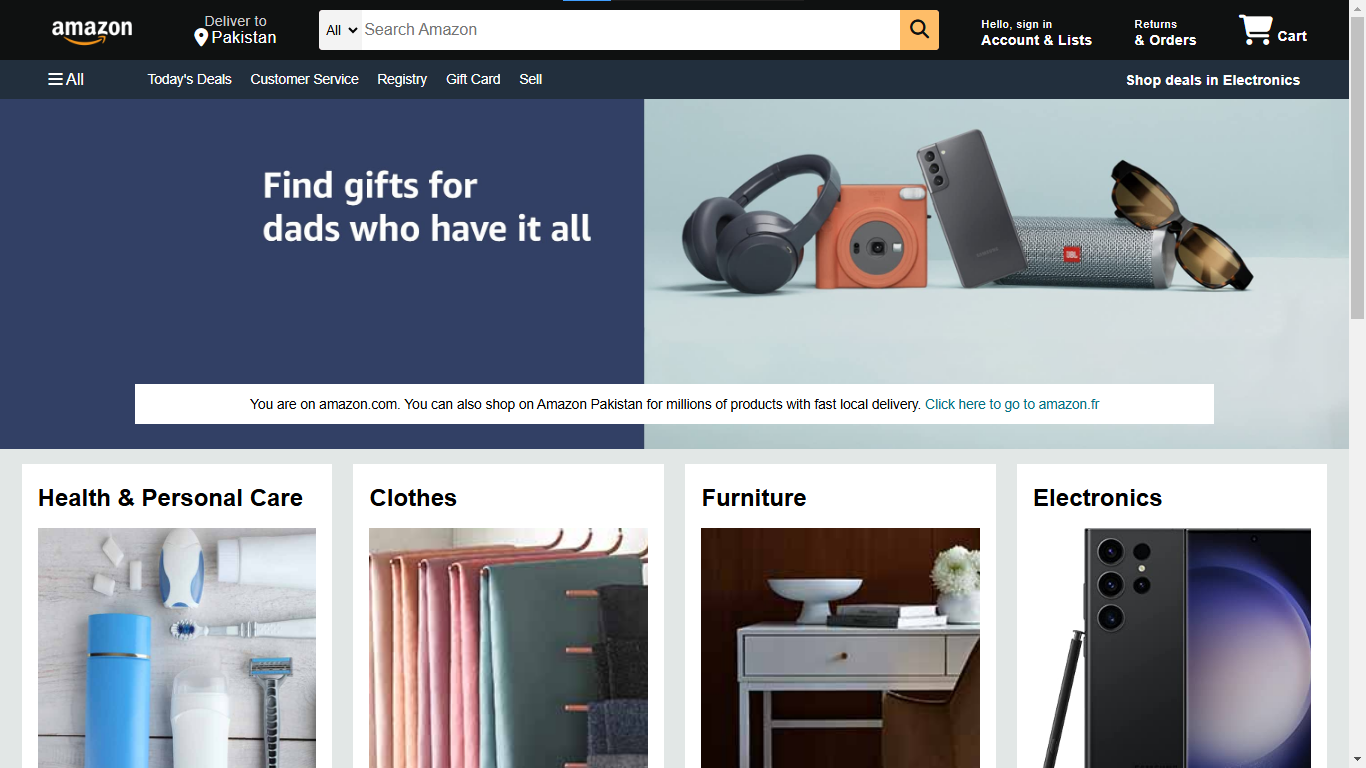 amazon
Deliver to
Pakistan
All
Search Amazon
Hello, sign in
Account & Lists
Returns
& Orders
Cart
All
Today's Deals
Customer Service
Registry
Gift Card
Sell
Shop deals in Electronics
Find gifts for
dads who have it all
JBL
You are on amazon.com. You can also shop on Amazon Pakistan for millions of products with fast local delivery. Click here to go to amazon.fr
Health & Personal Care
Clothes
Furniture
Electronics